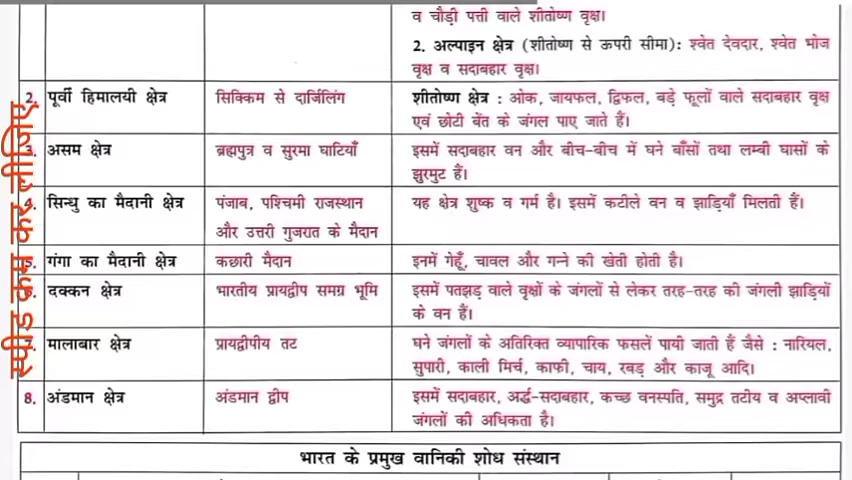 व चौड़ी पत्ती वाले शीतोष्ण वृक्ष।
2. अल्पाइन क्षेत्र (शीतोष्ण से ऊपरी सीमा): श्वेत देवदार, श्वेत भोज
वृक्ष व सदाबहार वृक्ष।
2. पूर्वी हिमालयी क्षेत्र सिक्किम से दार्जिलिंग शीतोष्ण क्षेत्र : ओक, जायफल, द्विफल, बड़े फूलों वाले सदाबहार वृक्ष
एवं छोटी बेंत के जंगल पाए जाते हैं।
3. असम क्षेत्र ब्रह्मपुत्र व सुरमा घाटियाँ इसमें सदाबहार वन और बीच-बीच में घने बाँसों तथा लम्बी घासों के
झुरमुट हैं।
4. सिन्धु का मैदानी क्षेत्र पंजाब, पश्चिमी राजस्थान यह क्षेत्र शुष्क व गर्म है। इसमें कटीले वन व झाड़ियाँ मिलती हैं।
और उत्तरी गुजरात के मैदान
5. गंगा का मैदानी क्षेत्र कछारी मैदान इनमें गेहूँ, चावल और गन्ने की खेती होती है।
6. दक्कन क्षेत्र भारतीय प्रायद्वीप समग्र भूमि इसमें पतझड़ वाले वृक्षों के जंगलों से लेकर तरह-तरह की जंगली झाड़ियों
के वन हैं।
7. मालाबार क्षेत्र प्रायद्वीपीय तट घने जंगलों के अतिरिक्त व्यापारिक फसलें पायी जाती हैं जैसे : नारियल,
सुपारी, काली मिर्च, काफी, चाय, रबड़ और काजू आदि।
8. अंडमान क्षेत्र अंडमान द्वीप इसमें सदाबहार, अर्द्ध-सदाबहार, कच्छ वनस्पति, समुद्र तटीय व अप्लावी
जंगलों की अधिकता है।
भारत के प्रमुख वानिकी शोध संस्थान
स्पीड कम कर लीजिए